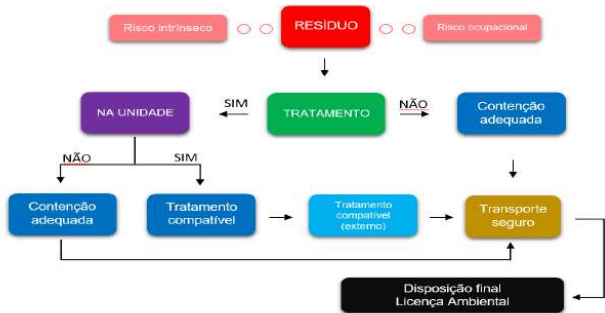 Risco intrínseco
RESÍDUO
Risco ocupacional
NA UNIDADE
SIM
TRATAMENTO
NÃO
Contenção
adequada
NÃO
SIM
Contenção
adequada
Tratamento
compatível
Tratamento
compatível
(externo)
Transporte
seguro
Disposição final
Licença Ambiental